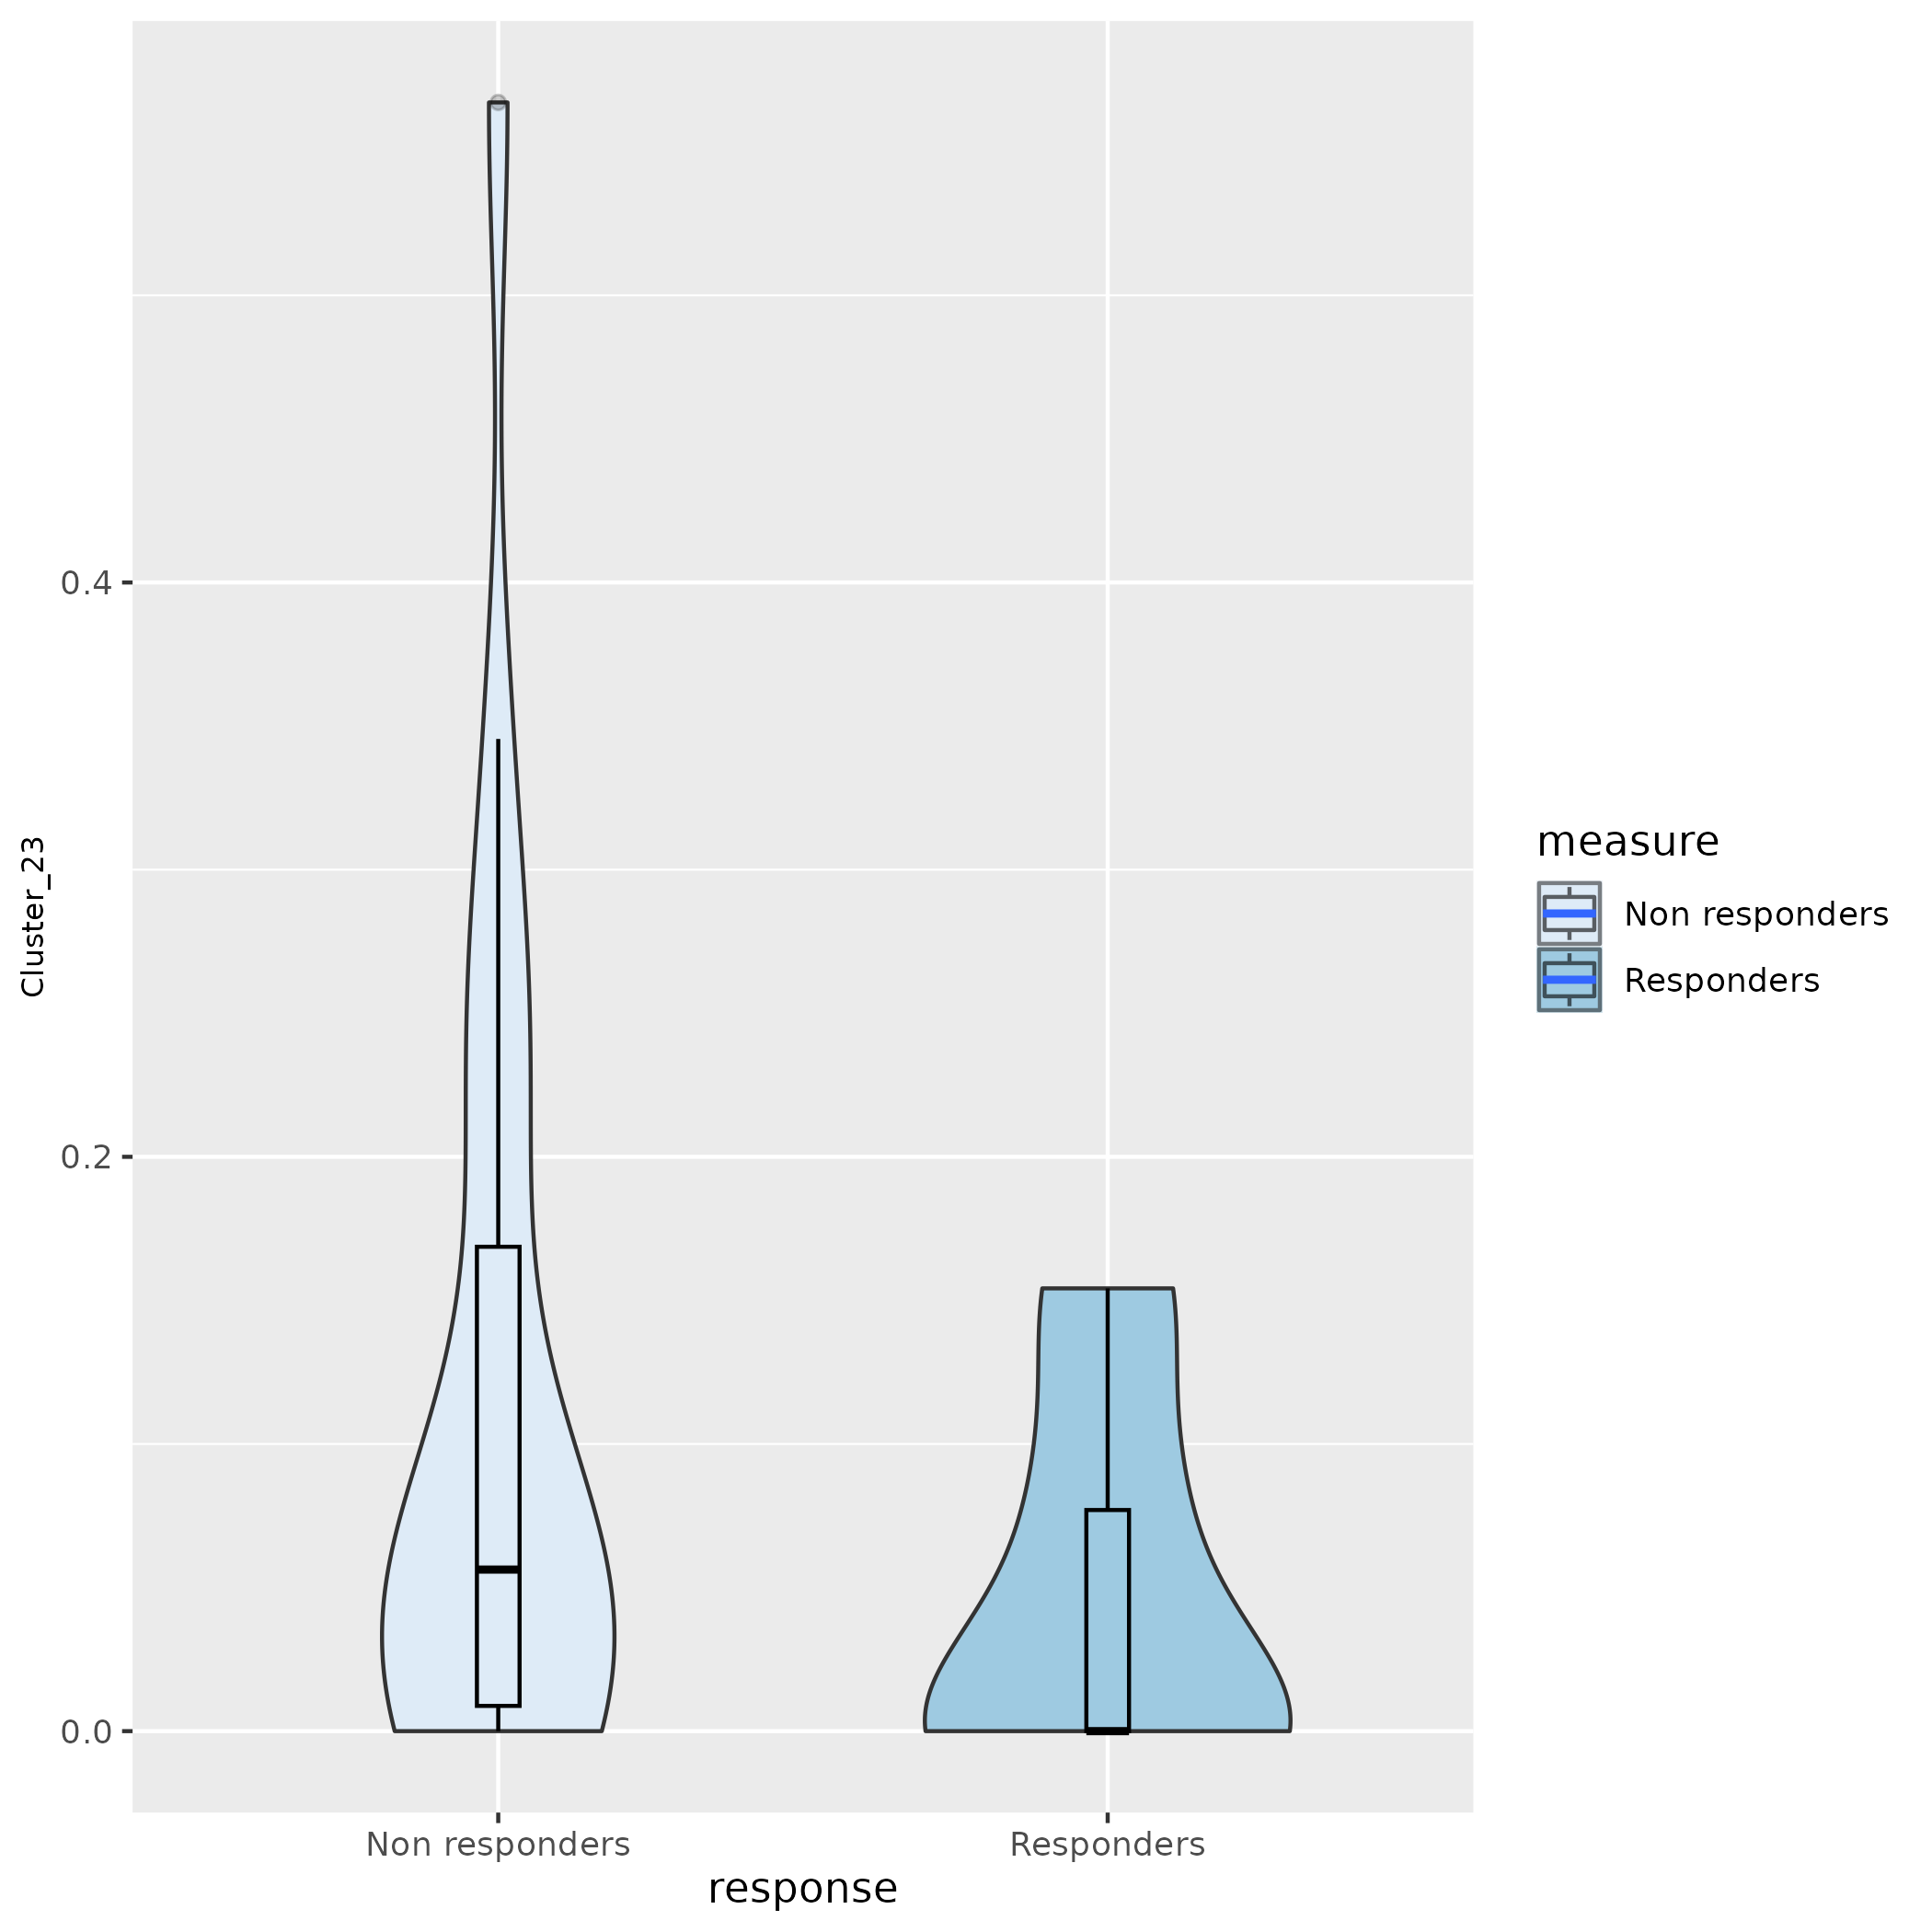 Cluster_23
0.4
0.2
0.0
Non responders
Responders
response
measure
Non responders
Responders